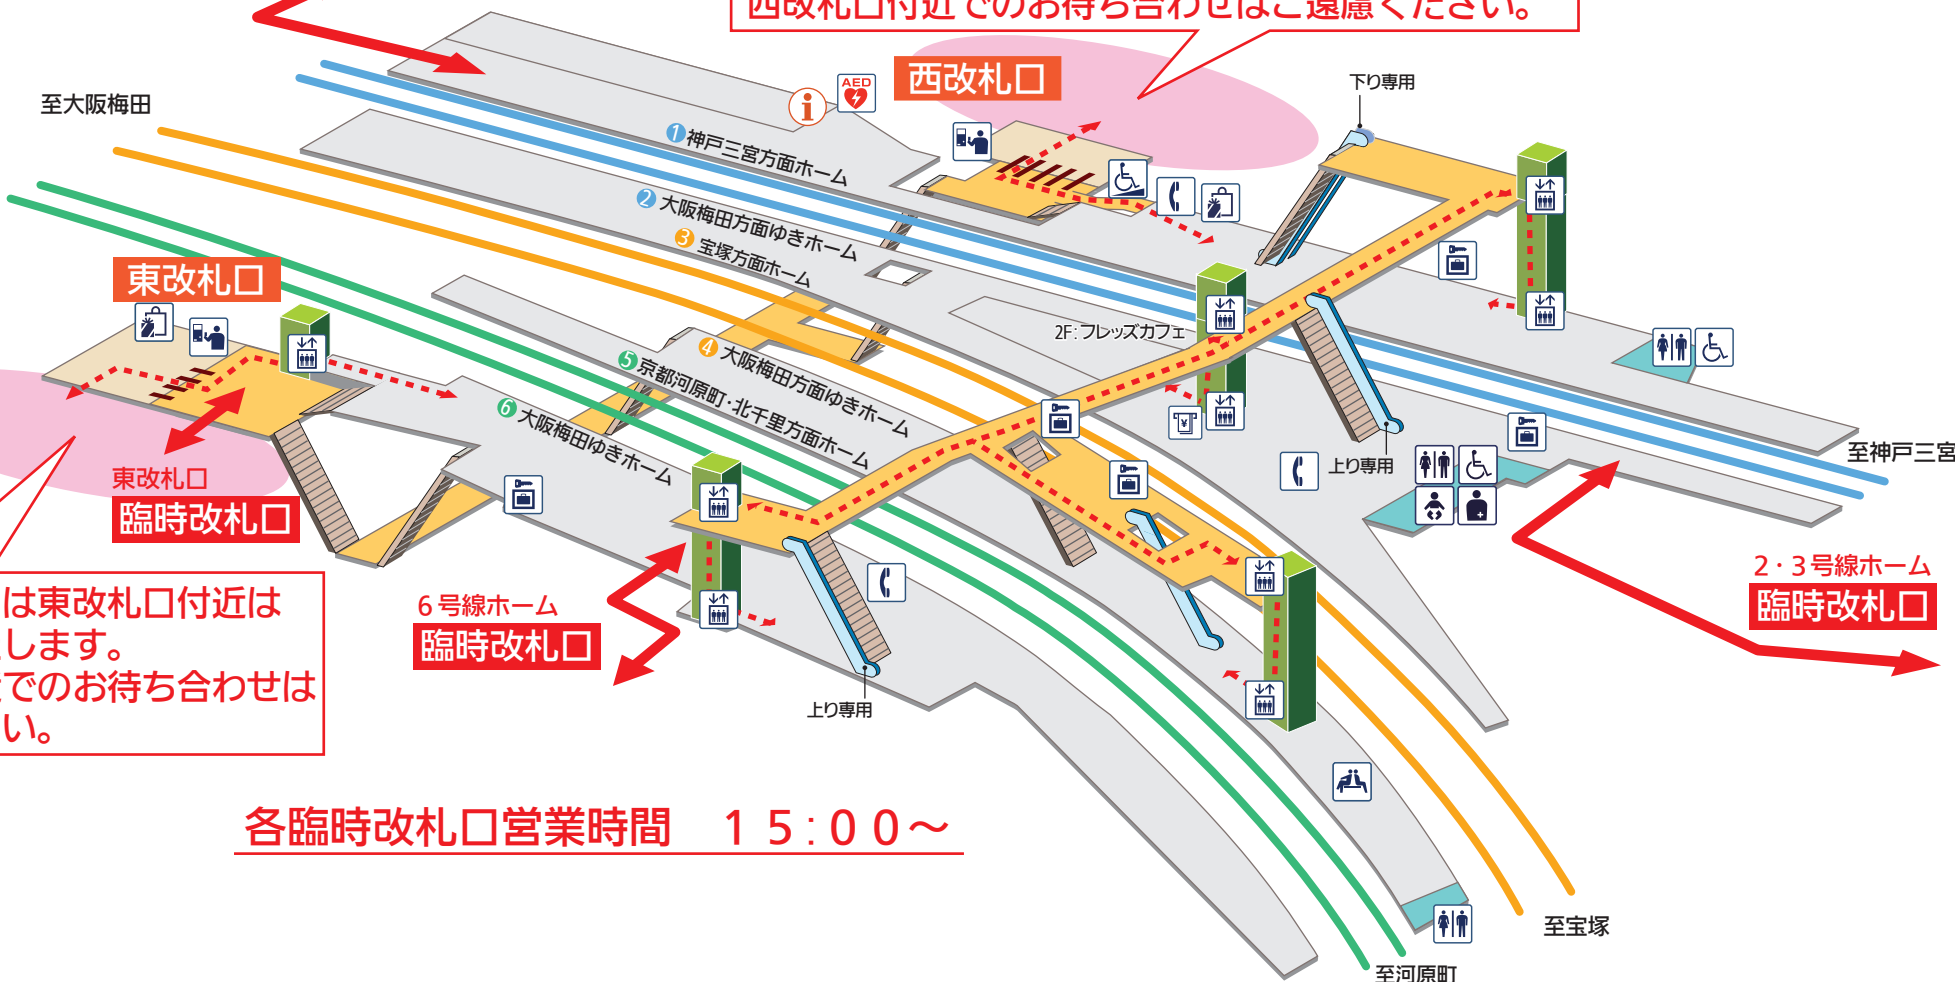 西改札口付近でのお待ち合わせはご遠慮ください。
西改札口
AED
下り専用
至大阪梅田
1 神戸三宮方面ホーム
2 大阪梅田方面ゆきホーム
3 宝塚方面ホーム
東改札口
2F:フレッズカフェ
4 大阪梅田方面ゆきホーム
5 京都河原町・北千里方面ホーム
6 大阪梅田ゆきホーム
上り専用
至神戸三宮
東改札口
臨時改札口
2・3号線ホーム
臨時改札口
6号線ホーム
臨時改札口
は東改札口付近は
します。
でのお待ち合わせは
い。
上り専用
各臨時改札口営業時間 15:00～
至宝塚
至河原町